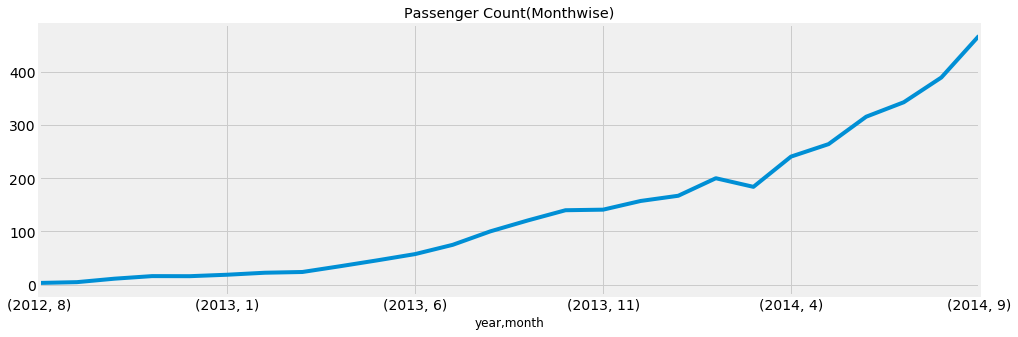 Passenger Count(Monthwise)
400
300
200
100
0
(2012, 8) (2013, 1) (2013, 6) (2013, 11) (2014, 4) (2014, 9)
year,month